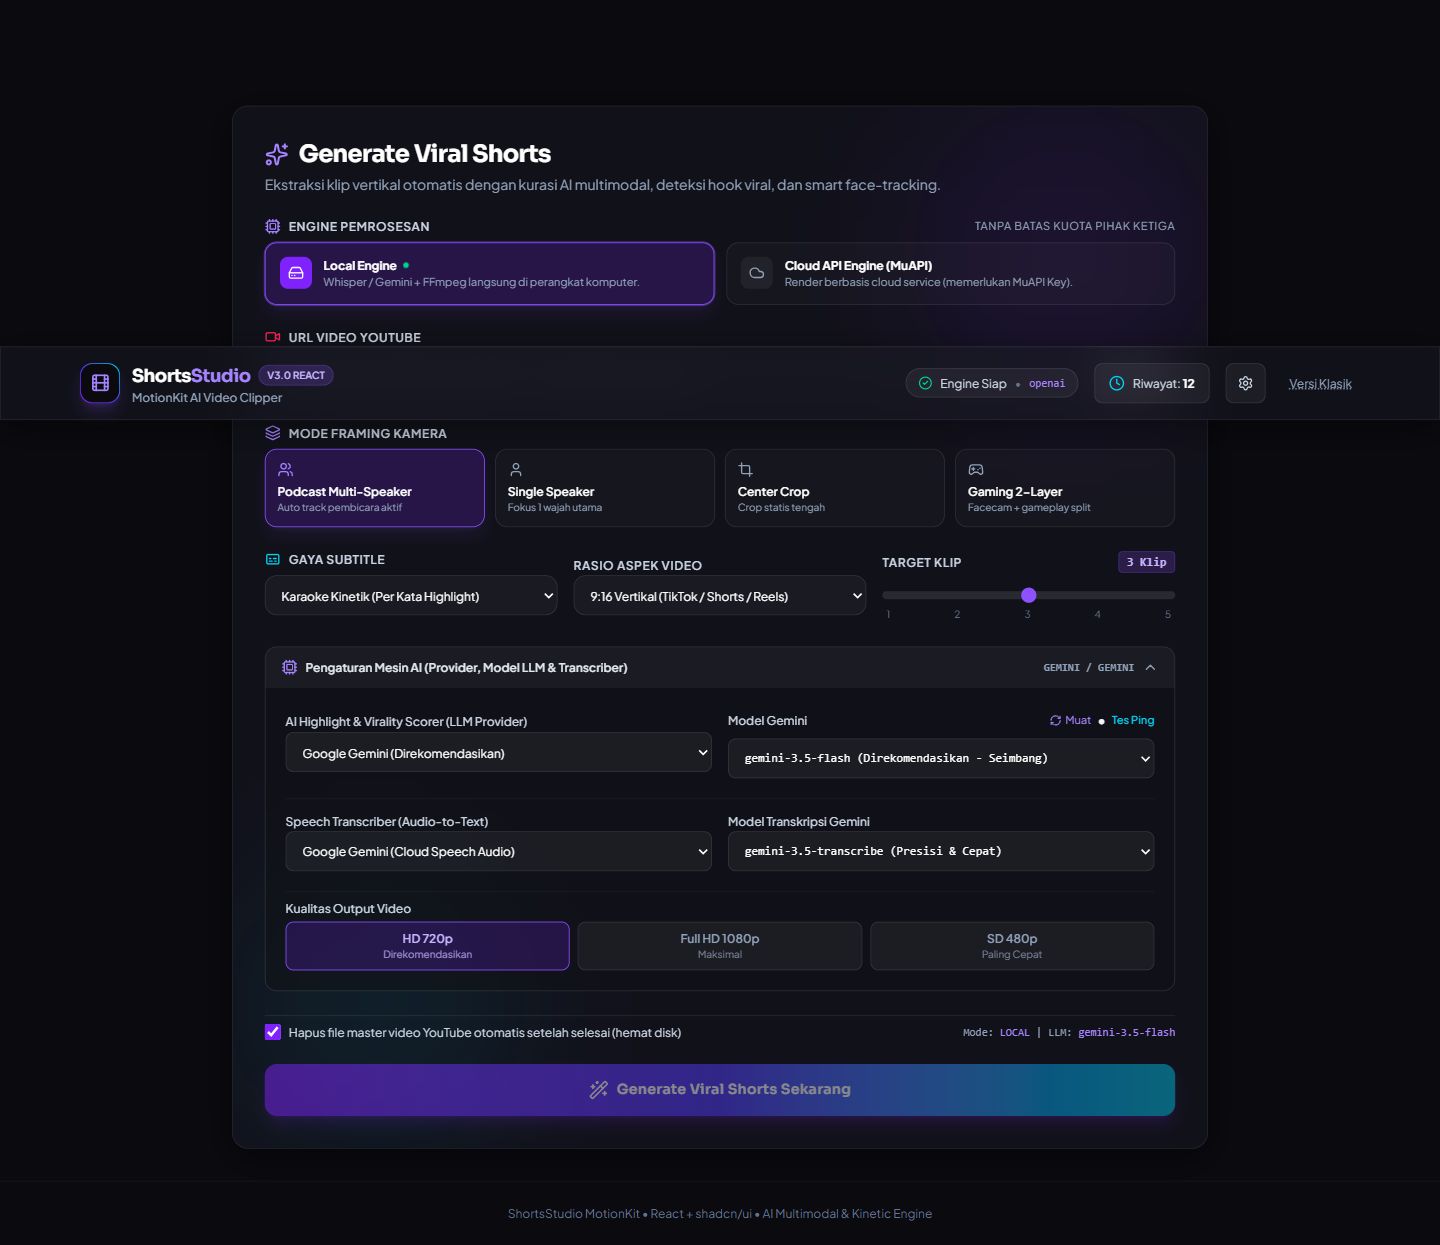 Generate Viral Shorts
Ekstraksi klip vertikal otomatis dengan kurasi AI multimodal, deteksi hook viral, dan smart face-tracking.
ENGINE PEMROSESAN
TANPA BATAS KUOTA PIHAK KETIGA
Local Engine
Whisper / Gemini + FFmpeg langsung di perangkat komputer.
Cloud API Engine (MuAPI)
Render berbasis cloud service (memerlukan MuAPI Key).
URL VIDEO YOUTUBE
ShortsStudio V3.0 REACT
MotionKit AI Video Clipper
Engine Siap • openai
Riwayat: 12
Versi Klasik
MODE FRAMING KAMERA
Podcast Multi-Speaker
Auto track pembicara aktif
Single Speaker
Fokus 1 wajah utama
Center Crop
Crop statis tengah
Gaming 2-Layer
Facecam + gameplay split
GAYA SUBTITLE
Karaoke Kinetik (Per Kata Highlight)
RASIO ASPEK VIDEO
9:16 Vertikal (TikTok / Shorts / Reels)
TARGET KLIP
3 Klip
1 2 3 4 5
Pengaturan Mesin AI (Provider, Model LLM & Transcriber)
GEMINI / GEMINI
AI Highlight & Virality Scorer (LLM Provider)
Google Gemini (Direkomendasikan)
Model Gemini
Muat • Tes Ping
gemini-3.5-flash (Direkomendasikan - Seimbang)
Speech Transcriber (Audio-to-Text)
Google Gemini (Cloud Speech Audio)
Model Transkripsi Gemini
gemini-3.5-transcribe (Presisi & Cepat)
Kualitas Output Video
HD 720p
Direkomendasikan
Full HD 1080p
Maksimal
SD 480p
Paling Cepat
Hapus file master video YouTube otomatis setelah selesai (hemat disk)
Mode: LOCAL | LLM: gemini-3.5-flash
Generate Viral Shorts Sekarang
ShortsStudio MotionKit • React + shadcn/ui • AI Multimodal & Kinetic Engine